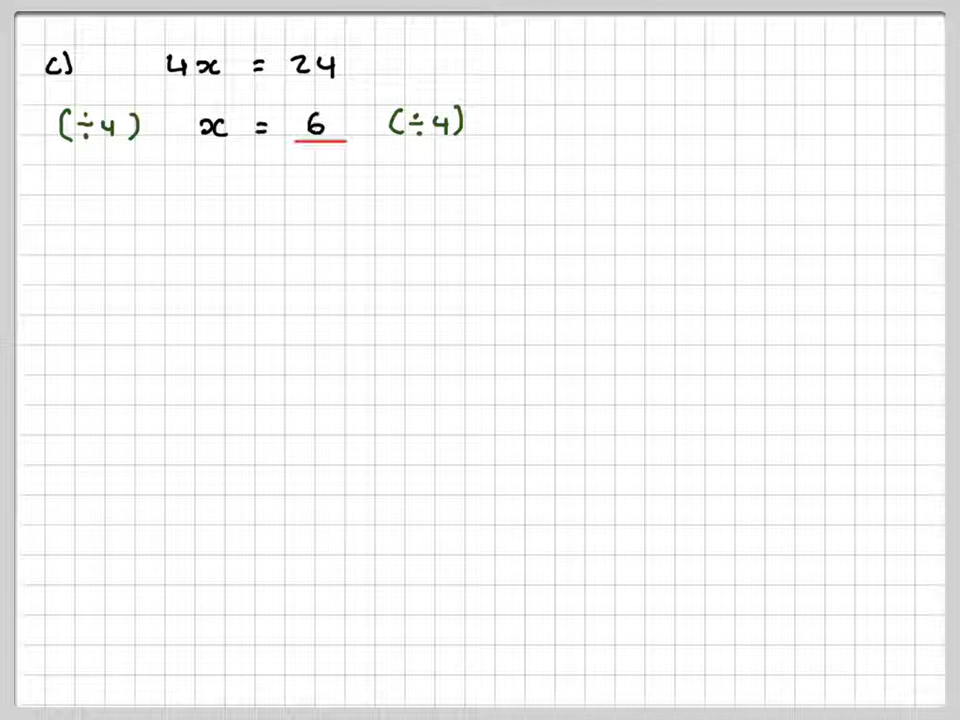 c) 4x = 24
(÷4) x = 6 (÷4)